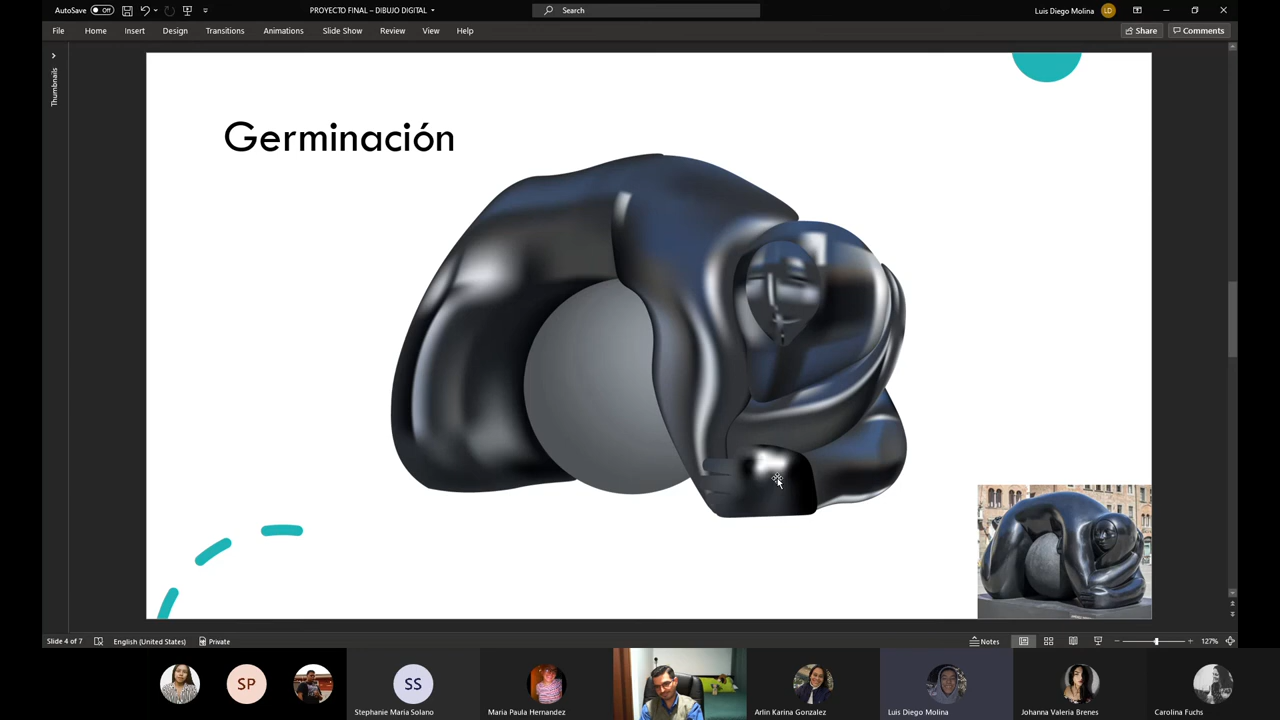 AutoSave Off
PROYECTO FINAL – DIBUJO DIGITAL
Search
Luis Diego Molina LD
File Home Insert Design Transitions Animations Slide Show Review View Help
Share Comments
Thumbnails
Germinación
Slide 4 of 7 English (United States) Private
Notes 127%
SP
SS
Stephanie Maria Solano
Maria Paula Hernandez
Arlin Karina Gonzalez
Luis Diego Molina
Johanna Valeria Brenes
Carolina Fuchs